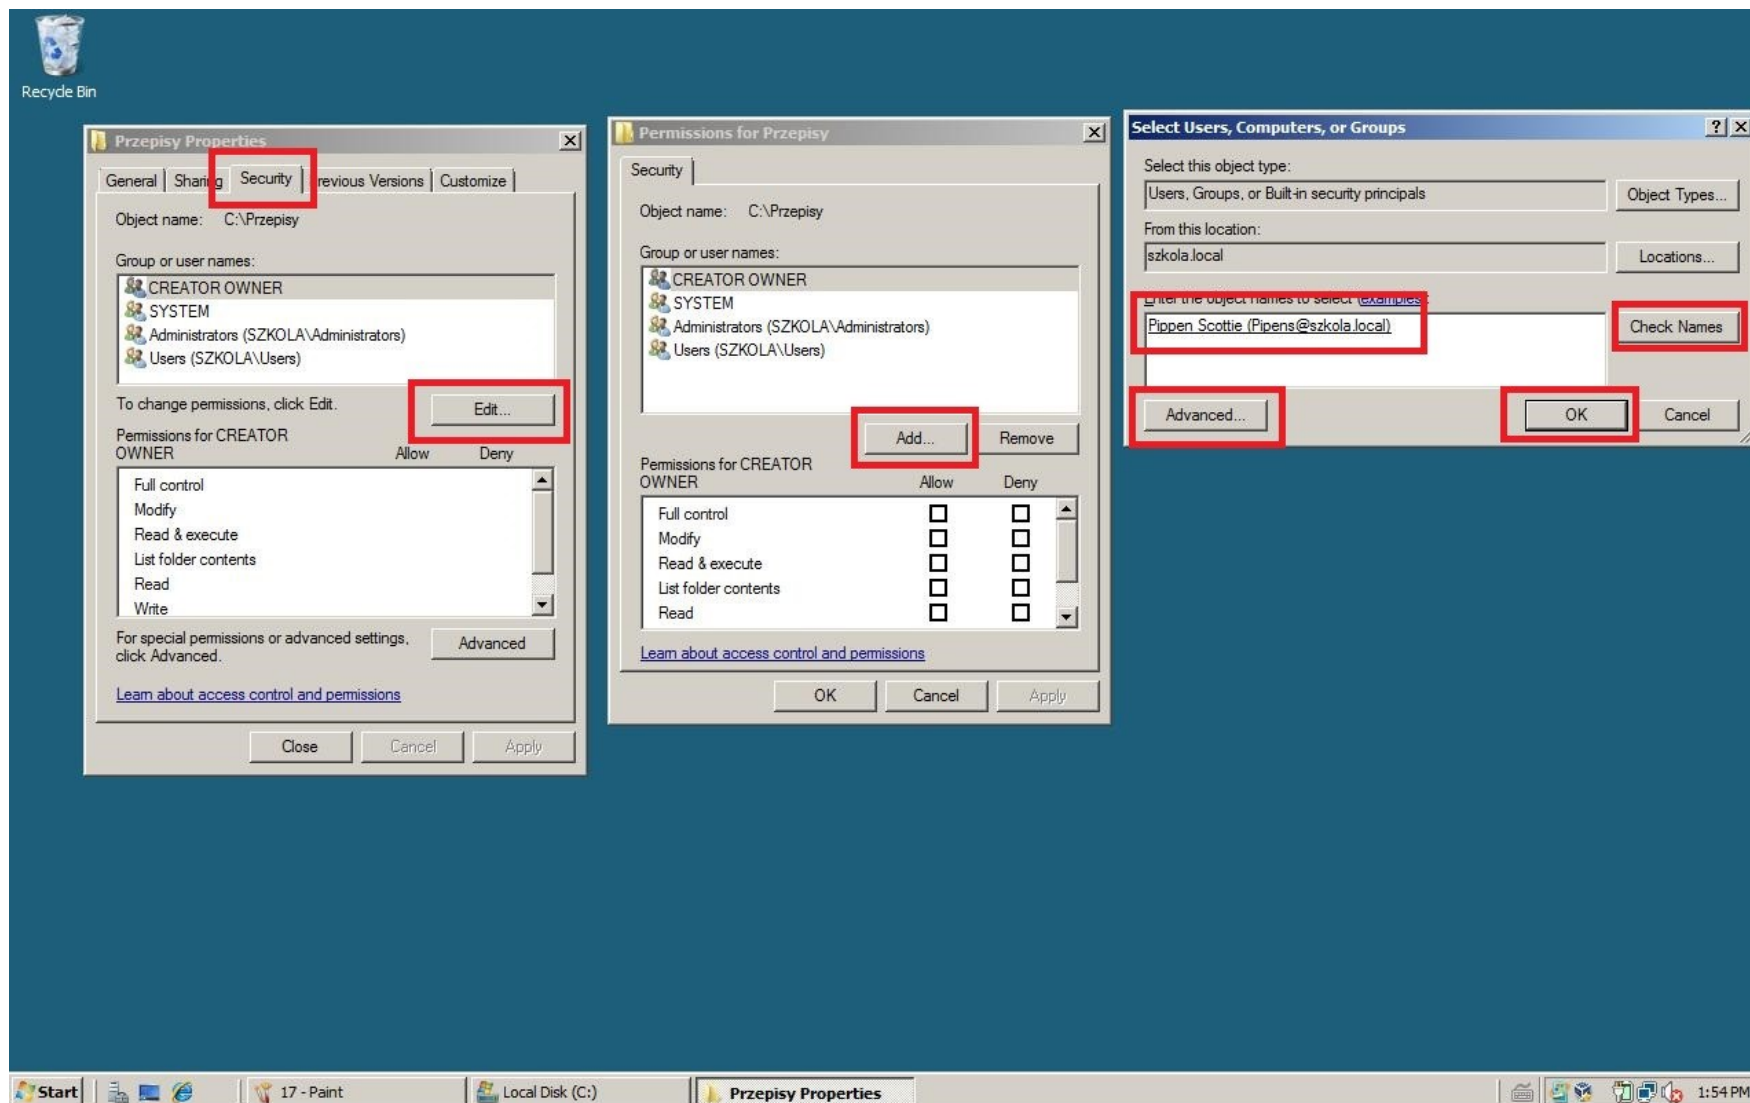 Recycle Bin
Przepisy Properties
General Sharing Security Previous Versions Customize
Object name: C:\Przepisy
Group or user names:
CREATOR OWNER
SYSTEM
Administrators (SZKOLA\Administrators)
Users (SZKOLA\Users)
To change permissions, click Edit.
Edit...
Permissions for CREATOR
OWNER Allow Deny
Full control
Modify
Read & execute
List folder contents
Read
Write
For special permissions or advanced settings,
click Advanced.
Advanced
Learn about access control and permissions
Close Cancel Apply
Permissions for Przepisy
Security
Object name: C:\Przepisy
Group or user names:
CREATOR OWNER
SYSTEM
Administrators (SZKOLA\Administrators)
Users (SZKOLA\Users)
Add... Remove
Permissions for CREATOR
OWNER Allow Deny
Full control
Modify
Read & execute
List folder contents
Read
Learn about access control and permissions
OK Cancel Apply
Select Users, Computers, or Groups
Select this object type:
Users, Groups, or Built-in security principals
Object Types...
From this location:
szkola.local
Locations...
Enter the object names to select (examples):
Pippen Scottie (Pipens@szkola.local)
Check Names
Advanced... OK Cancel
Start 17 - Paint Local Disk (C:) Przepisy Properties 1:54 PM